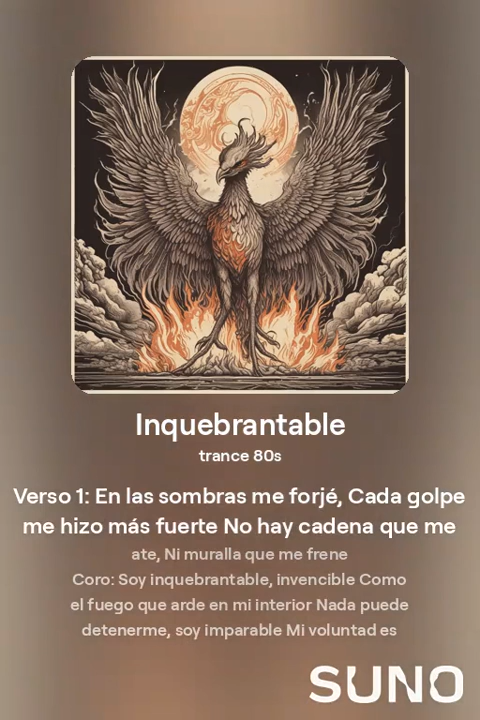 Inquebrantable
trance 80s
Verso 1: En las sombras me forjé, Cada golpe
me hizo más fuerte No hay cadena que me
ate, Ni muralla que me frene
Coro: Soy inquebrantable, invencible Como
el fuego que arde en mi interior Nada puede
detenerme, soy imparable Mi voluntad es
SUNO